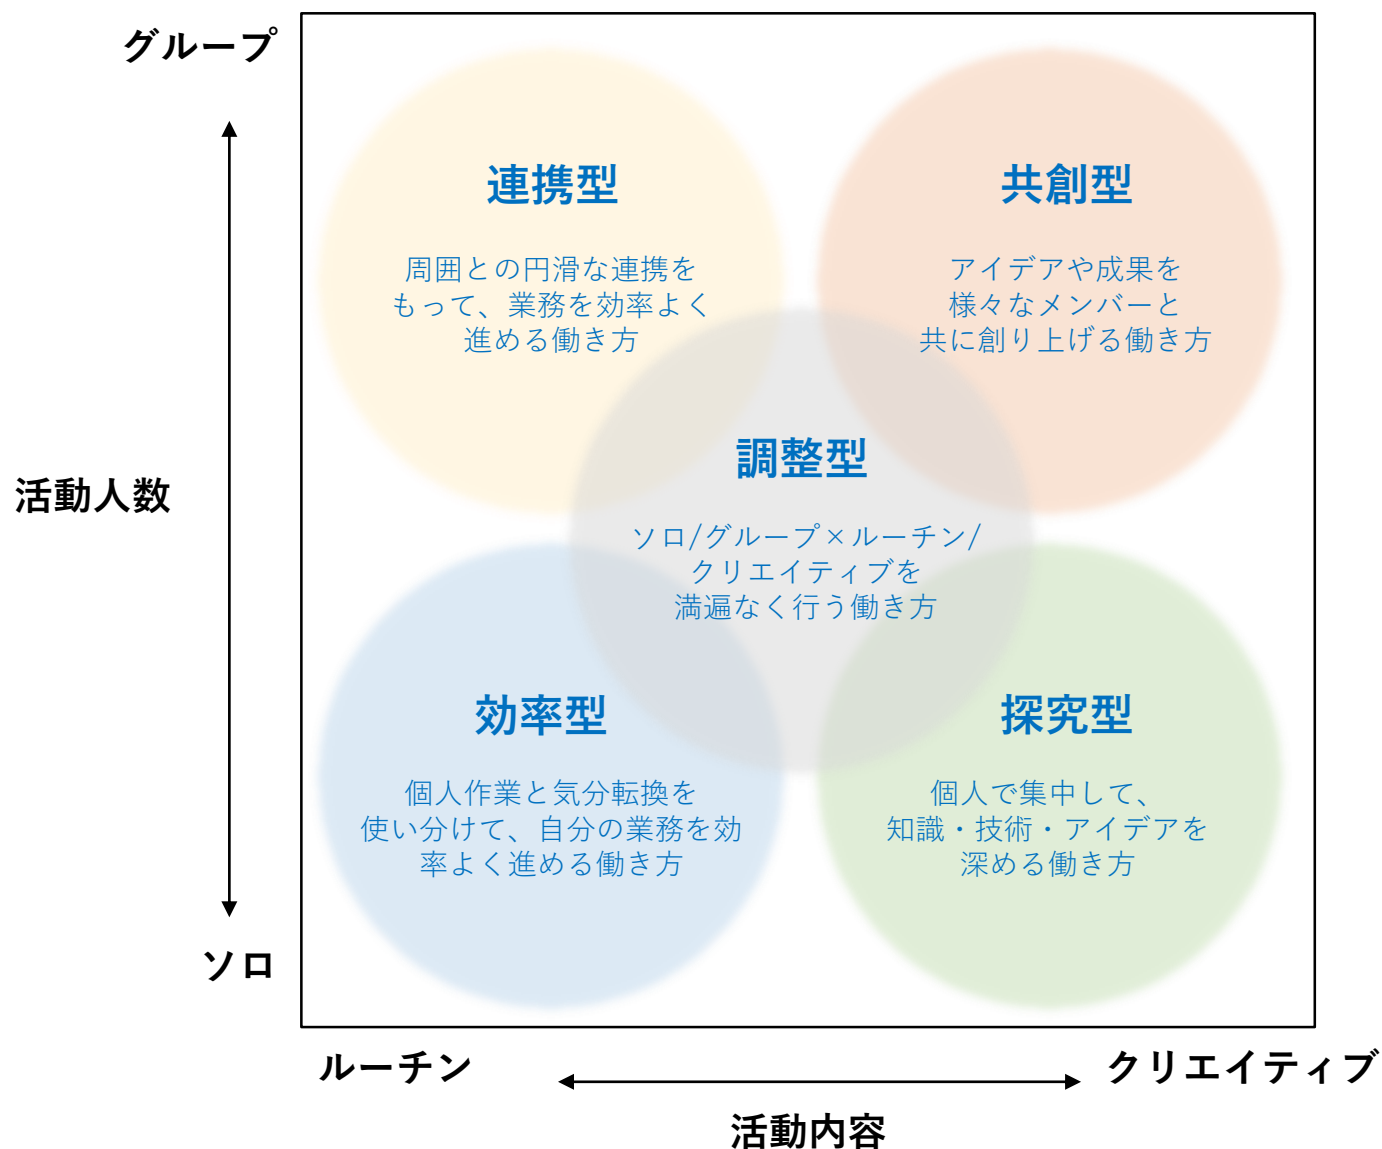 グループ
連携型
周囲との円滑な連携を
もって、業務を効率よく
進める働き方
共創型
アイデアや成果を
様々なメンバーと
共に創り上げる働き方
活動人数
調整型
ソロ/グループ×ルーチン/
クリエイティブを
満遍なく行う働き方
効率型
個人作業と気分転換を
使い分けて、自分の業務を効
率よく進める働き方
探究型
個人で集中して、
知識・技術・アイデアを
深める働き方
ソロ
ルーチン
クリエイティブ
活動内容